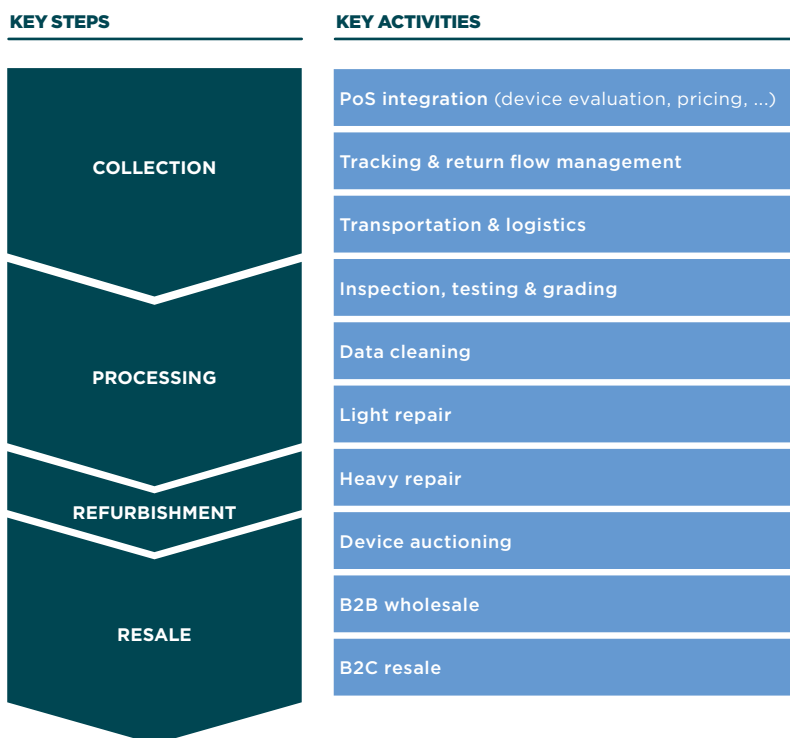 KEY STEPS
KEY ACTIVITIES
COLLECTION
PoS integration (device evaluation, pricing, ...)
Tracking & return flow management
Transportation & logistics
PROCESSING
Inspection, testing & grading
Data cleaning
Light repair
REFURBISHMENT
Heavy repair
RESALE
Device auctioning
B2B wholesale
B2C resale